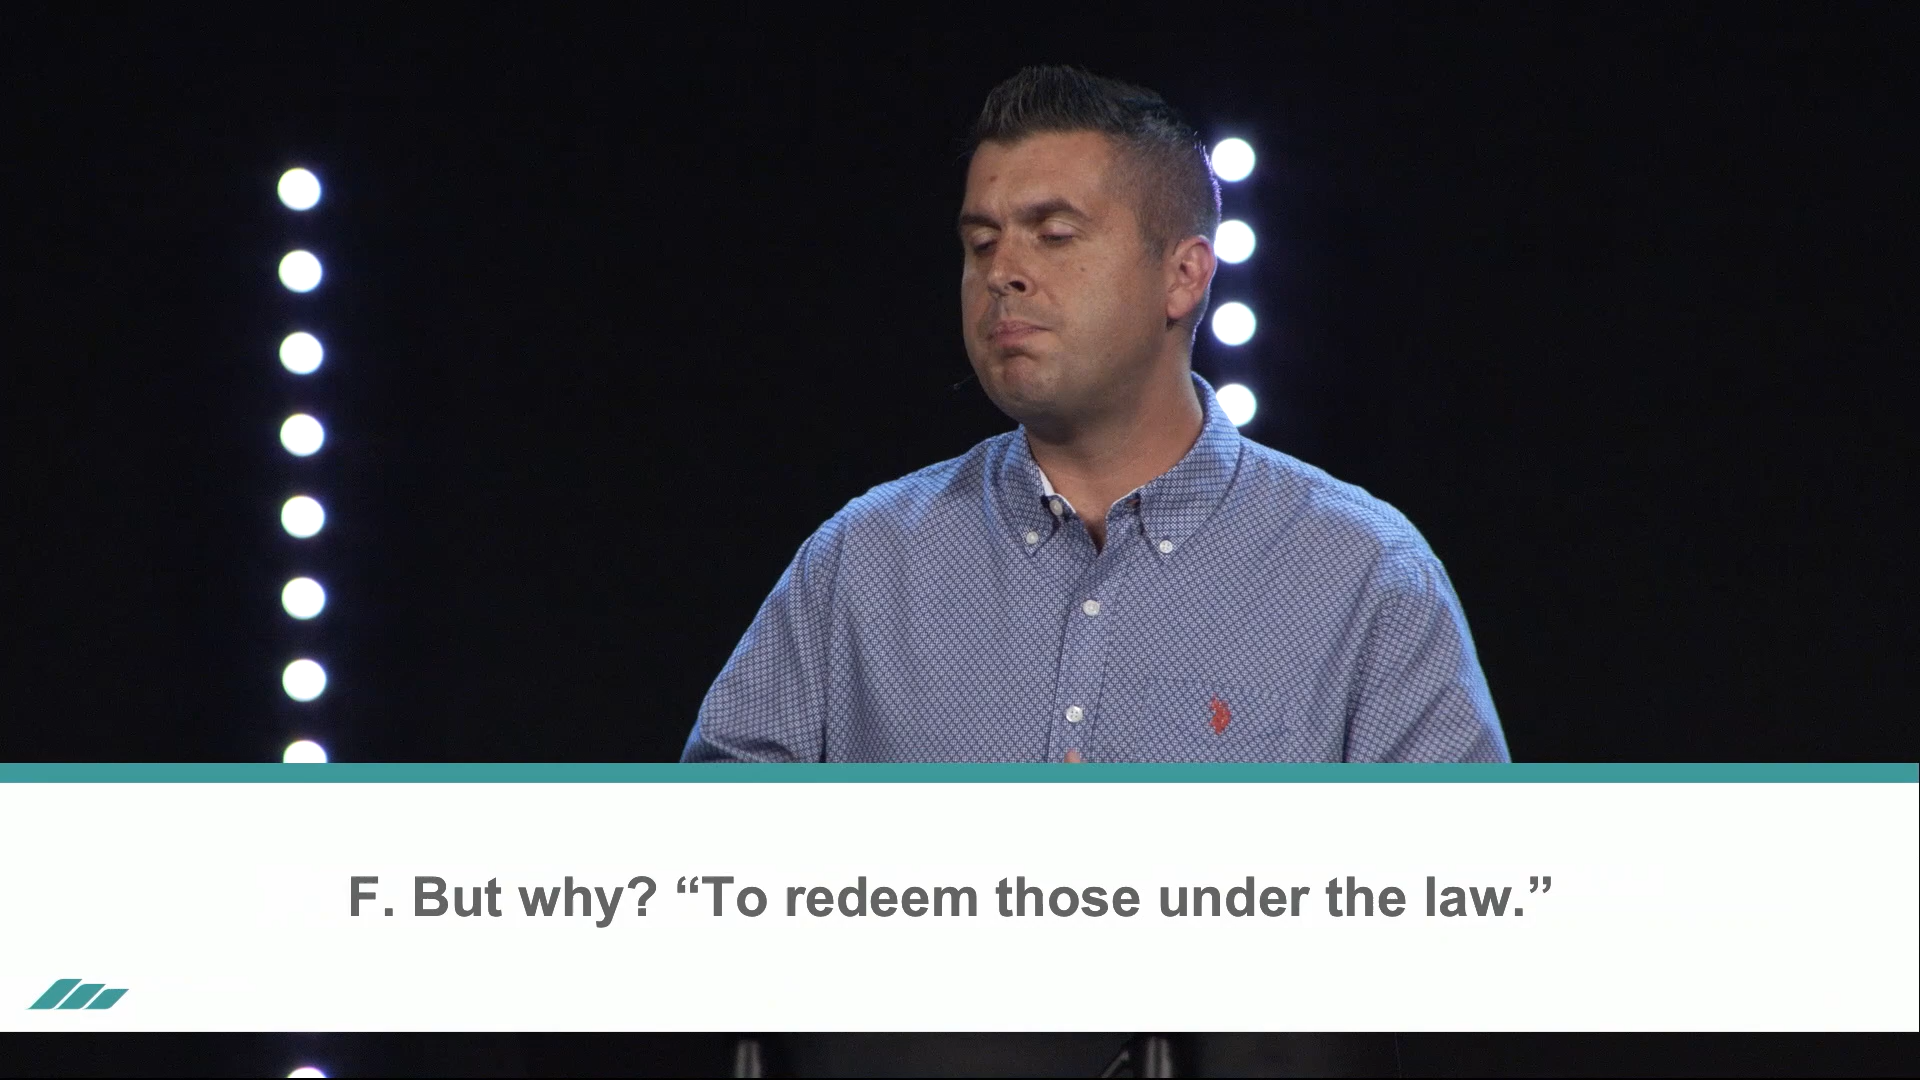 F. But why? “To redeem those under the law.”